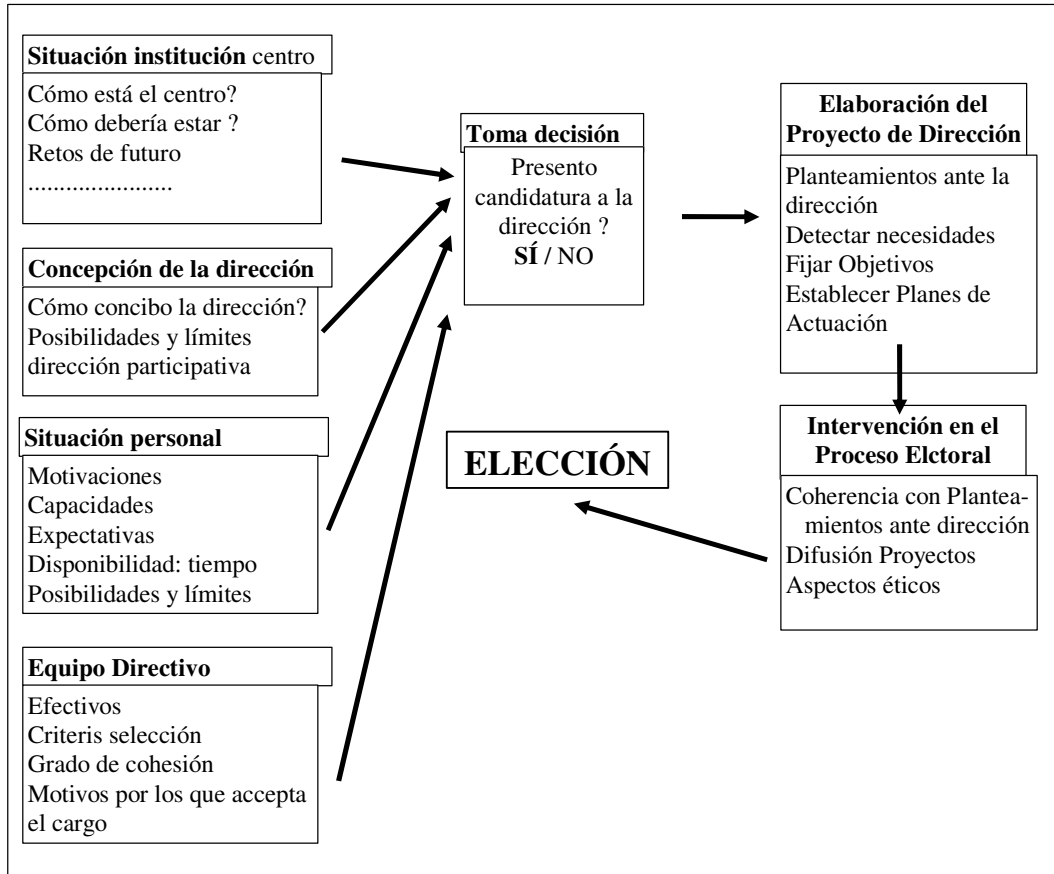 Situación institución centro
Cómo está el centro?
Cómo debería estar ?
Retos de futuro
.......................
Concepción de la dirección
Cómo concibo la dirección?
Posibilidades y límites
dirección participativa
Situación personal
Motivaciones
Capacidades
Expectativas
Disponibilidad: tiempo
Posibilidades y límites
Equipo Directivo
Efectivos
Criteris selección
Grado de cohesión
Motivos por los que accepta
el cargo
Toma decisión
Presento
candidatura a la
dirección ?
SÍ / NO
Elaboración del
Proyecto de Dirección
Planteamientos ante la
dirección
Detectar necesidades
Fijar Objetivos
Establecer Planes de
Actuación
Intervención en el
Proceso Elctoral
Coherencia con Plantea-
mientos ante dirección
Difusión Proyectos
Aspectos éticos
ELECCIÓN